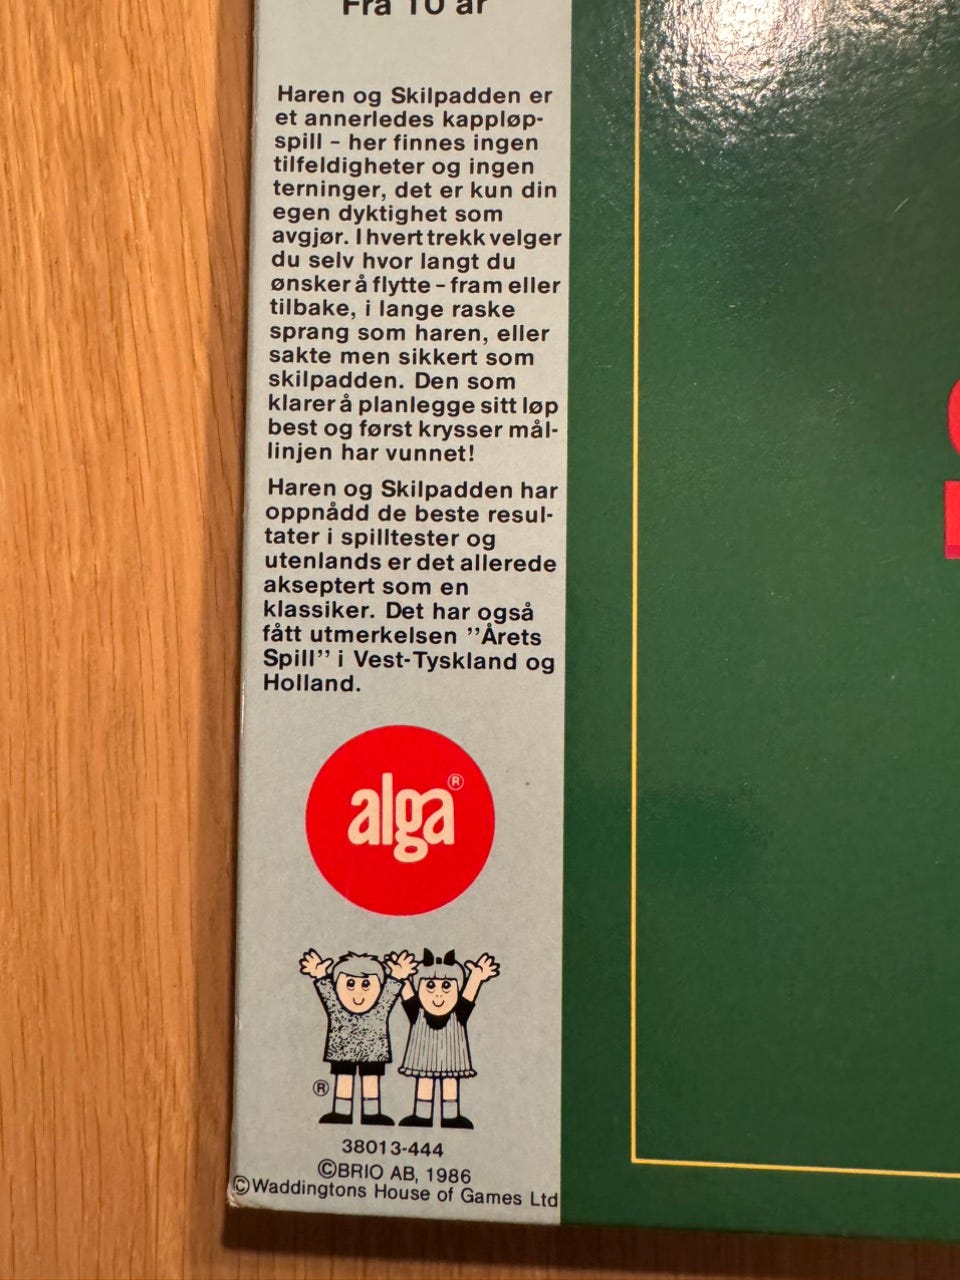 Fra 10 år
Haren og Skilpadden er
et annerledes kappløp-
spill – her finnes ingen
tilfeldigheter og ingen
terninger, det er kun din
egen dyktighet som
avgjør. I hvert trekk velger
du selv hvor langt du
ønsker å flytte – fram eller
tilbake, i lange raske
sprang som haren, eller
sakte men sikkert som
skilpadden. Den som
klarer å planlegge sitt løp
best og først krysser mål-
linjen har vunnet!
Haren og Skilpadden har
oppnådd de beste resul-
tater i spilltester og
utenlands er det allerede
akseptert som en
klassiker. Det har også
fått utmerkelsen ”Årets
Spill” i Vest-Tyskland og
Holland.
alga®
®
38013-444
©BRIO AB, 1986
©Waddingtons House of Games Ltd